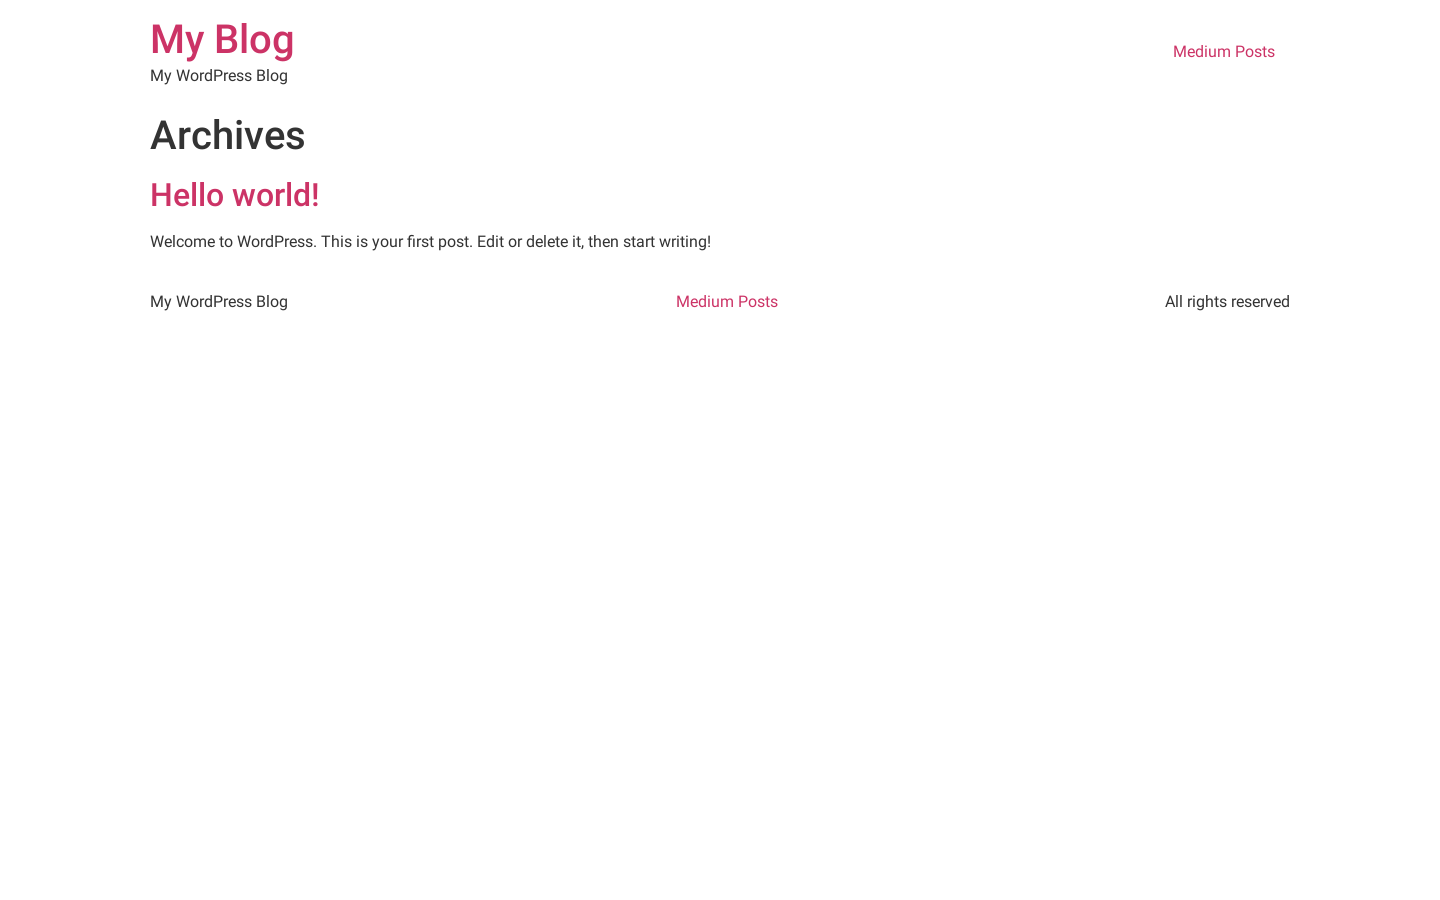 My Blog
My WordPress Blog
Medium Posts
Archives
Hello world!
Welcome to WordPress. This is your first post. Edit or delete it, then start writing!
My WordPress Blog
Medium Posts
All rights reserved